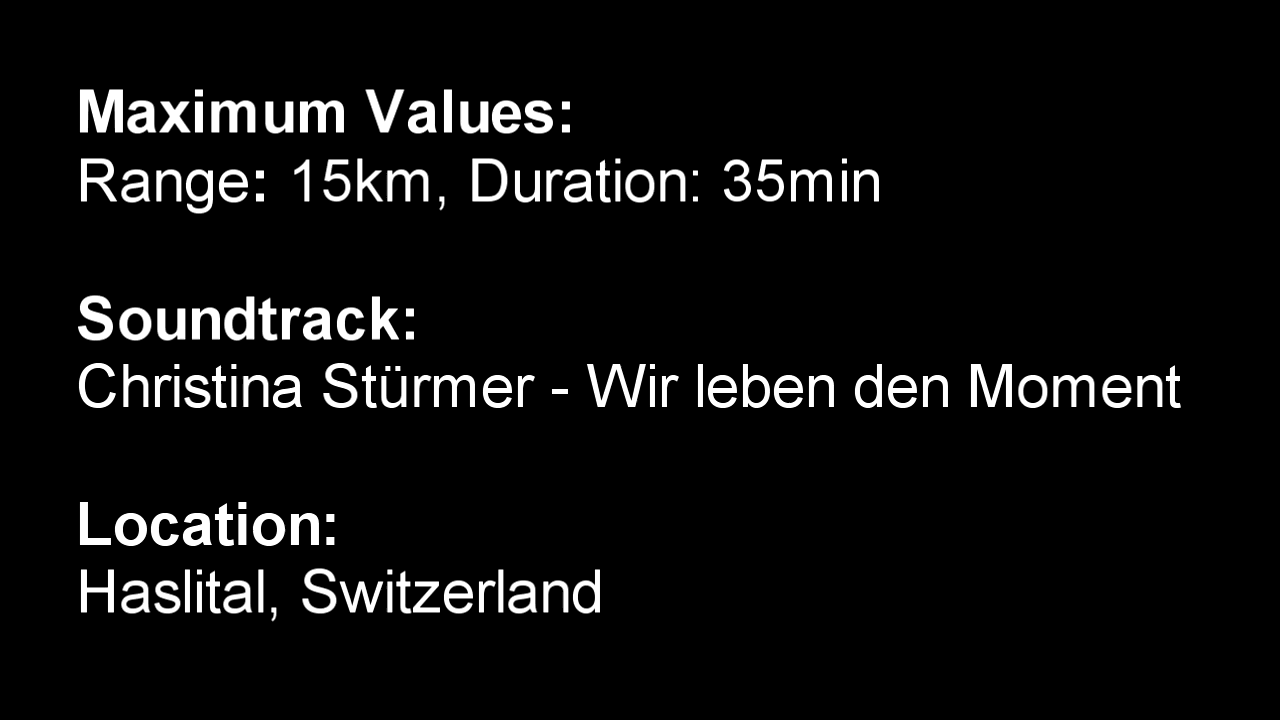 Maximum Values:
Range: 15km, Duration: 35min
Soundtrack:
Christina Stürmer - Wir leben den Moment
Location:
Haslital, Switzerland